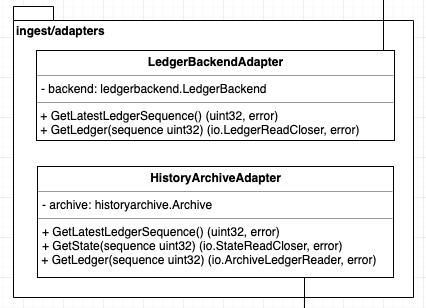 ingest/adapters
LedgerBackendAdapter
- backend: ledgerbackend.LedgerBackend
+ GetLatestLedgerSequence() (uint32, error)
+ GetLedger(sequence uint32) (io.LedgerReadCloser, error)
HistoryArchiveAdapter
- archive: historyarchive.Archive
+ GetLatestLedgerSequence() (uint32, error)
+ GetState(sequence uint32) (io.StateReadCloser, error)
+ GetLedger(sequence uint32) (io.ArchiveLedgerReader, error)